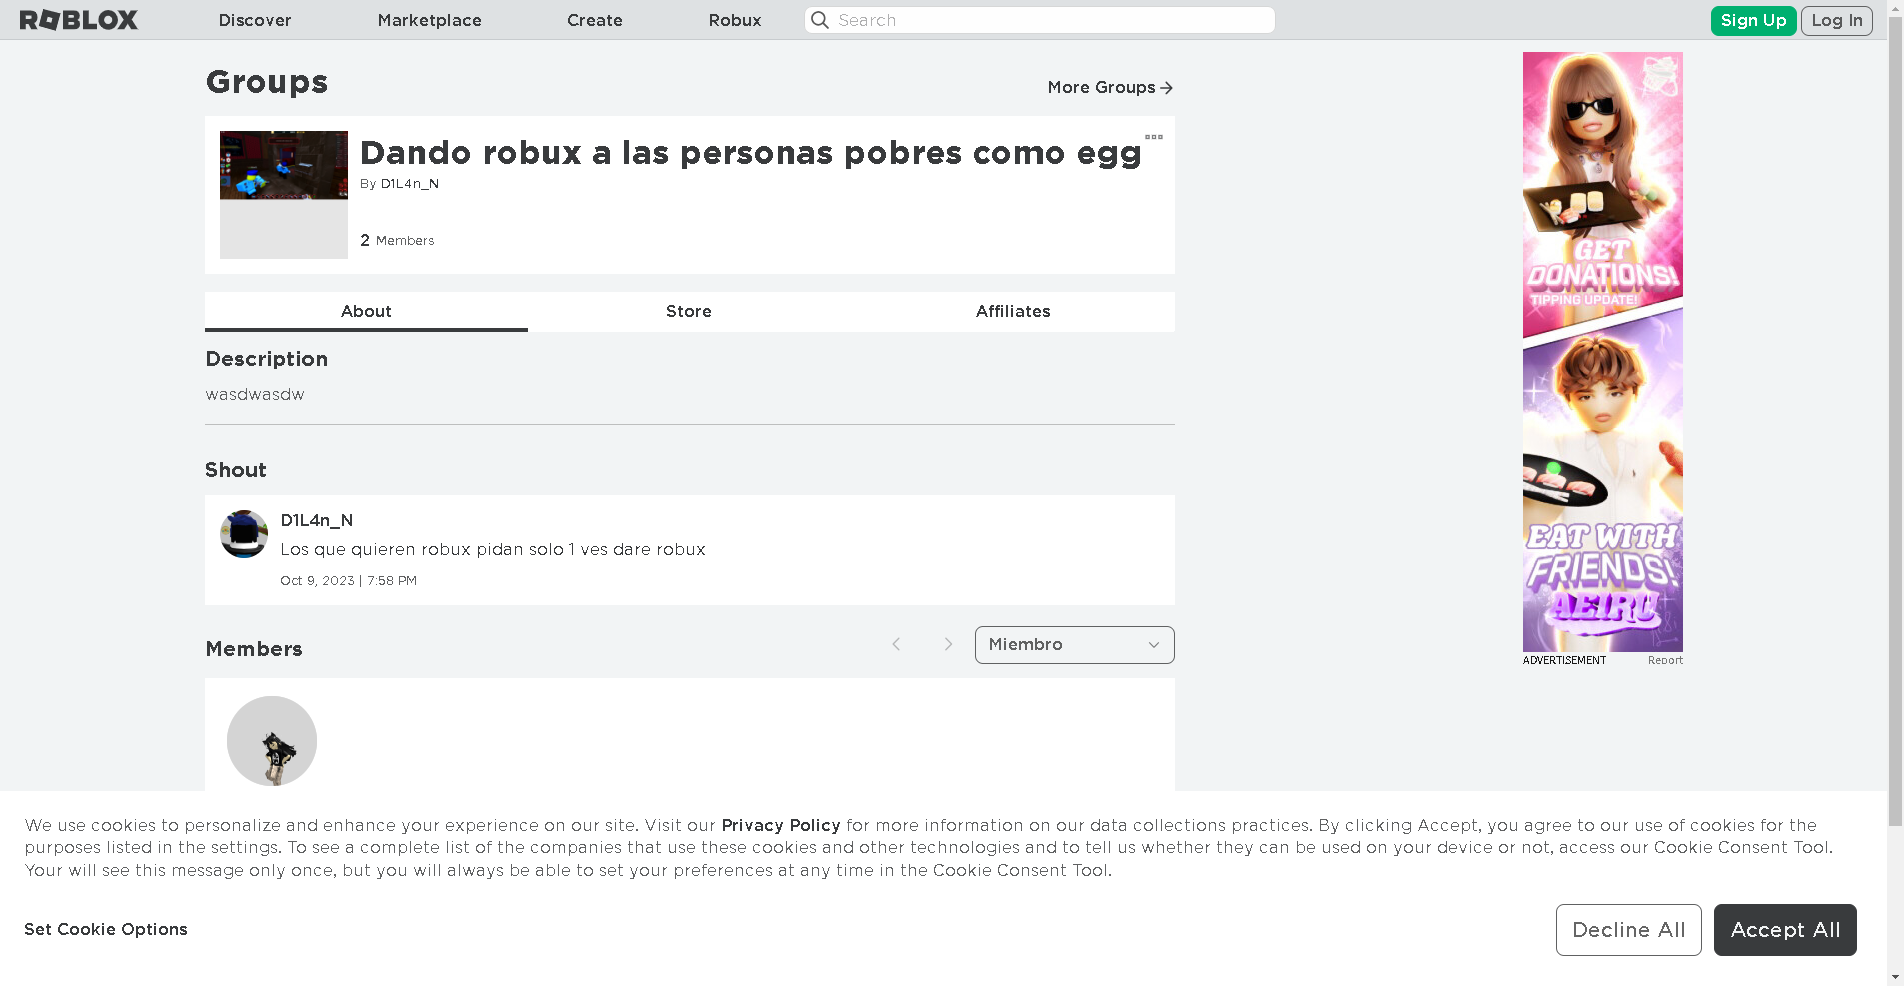 ROBLOX
Discover
Marketplace
Create
Robux
Search
Sign Up
Log In
Groups
More Groups
Dando robux a las personas pobres como egg
By D1L4n_N
2 Members
About
Store
Affiliates
Description
wasdwasdw
Shout
D1L4n_N
Los que quieren robux pidan solo 1 ves dare robux
Oct 9, 2023 | 7:58 PM
Members
Miembro
GET
DONATIONS!
TIPPING UPDATE!
EAT WITH
FRIENDS!
AEIRU
ADVERTISEMENT
Report
We use cookies to personalize and enhance your experience on our site. Visit our Privacy Policy for more information on our data collections practices. By clicking Accept, you agree to our use of cookies for the
purposes listed in the settings. To see a complete list of the companies that use these cookies and other technologies and to tell us whether they can be used on your device or not, access our Cookie Consent Tool.
Your will see this message only once, but you will always be able to set your preferences at any time in the Cookie Consent Tool.
Set Cookie Options
Decline All
Accept All